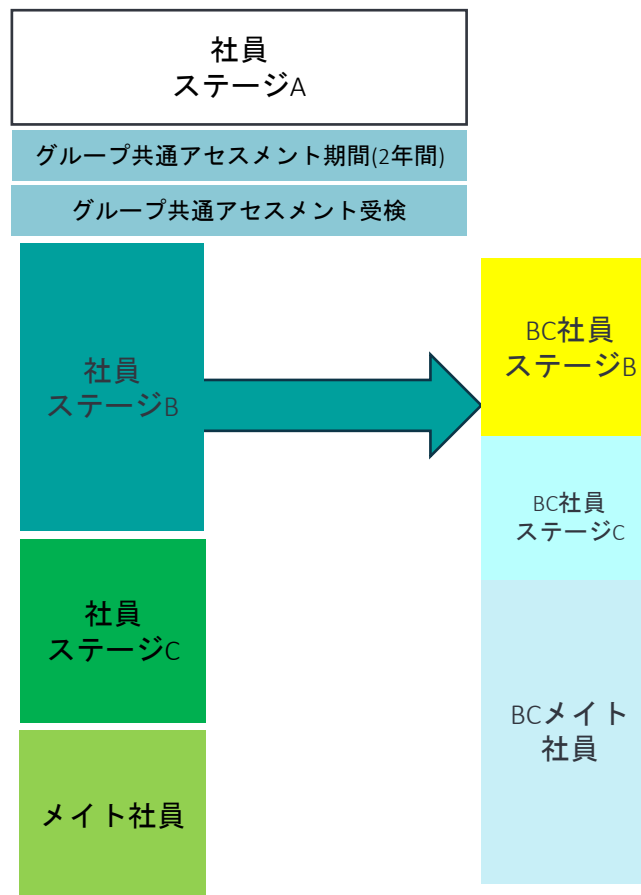 社員
ステージA
グループ共通アセスメント期間(2年間)
グループ共通アセスメント受検
社員
ステージB
BC社員
ステージB
BC社員
ステージC
社員
ステージC
BCメイト
社員
メイト社員